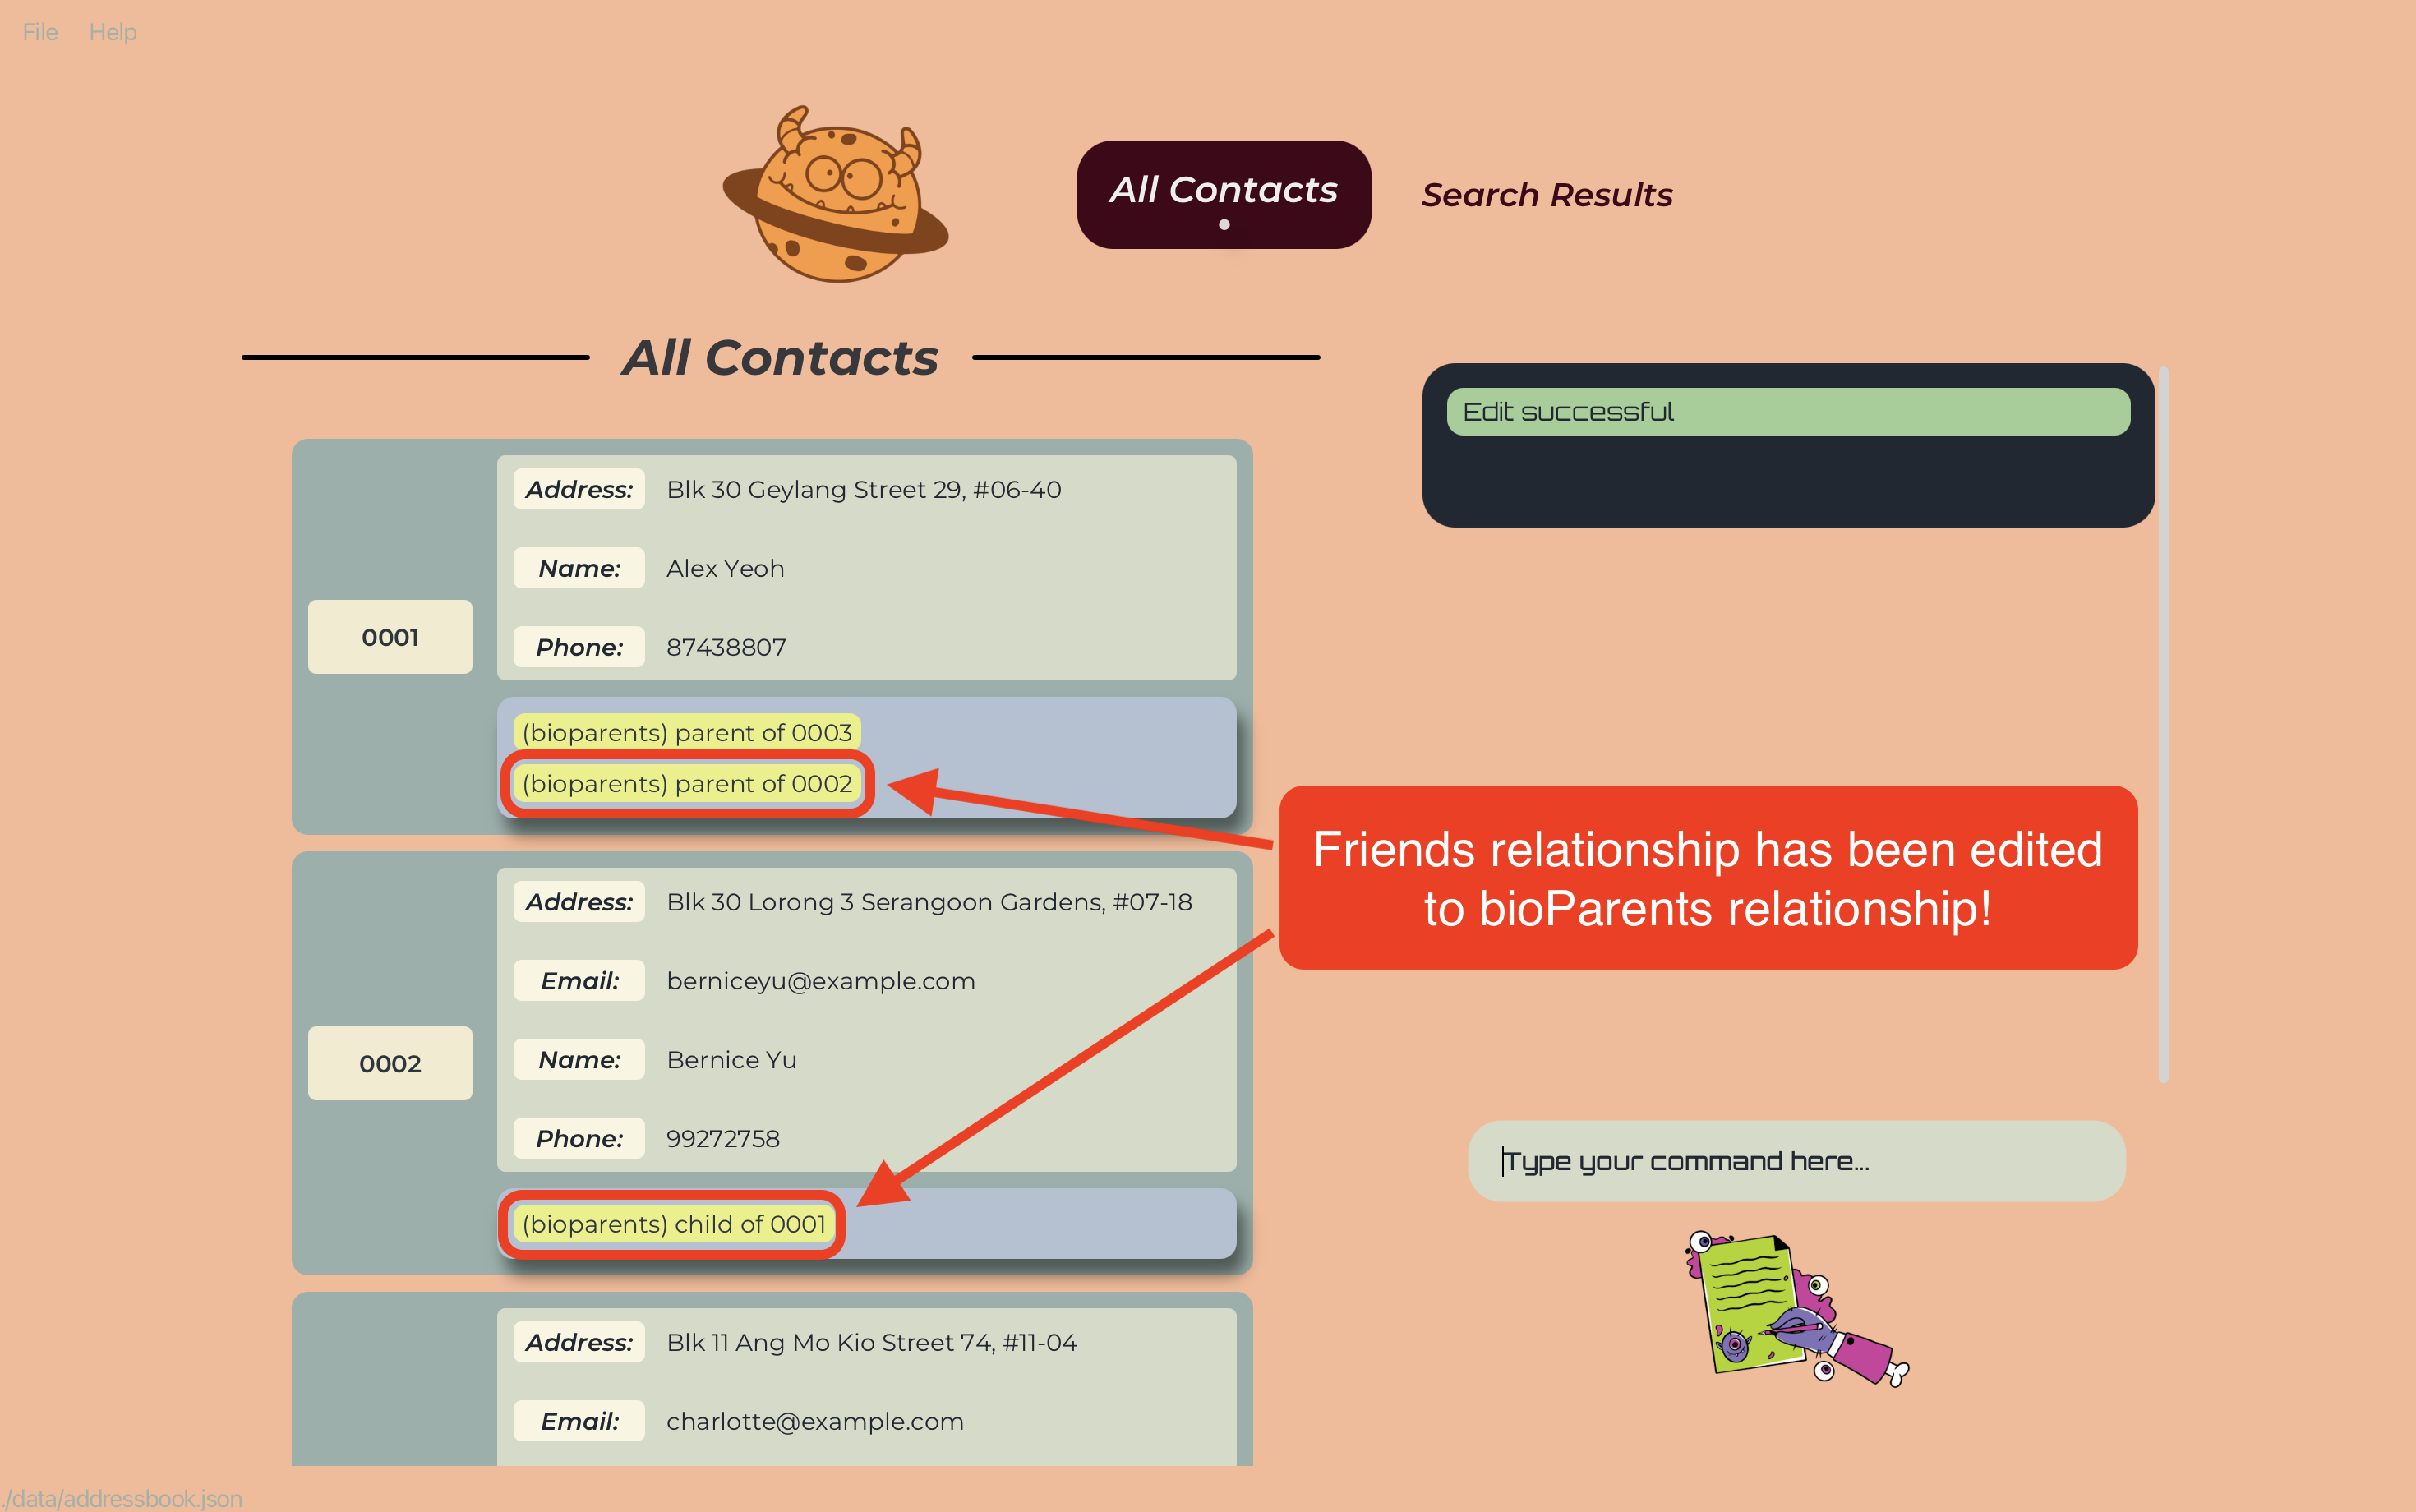 File Help
All Contacts
Search Results
All Contacts
Edit successful
0001
Address: Blk 30 Geylang Street 29, #06-40
Name: Alex Yeoh
Phone: 87438807
(bioparents) parent of 0003
(bioparents) parent of 0002
Friends relationship has been edited
to bioParents relationship!
0002
Address: Blk 30 Lorong 3 Serangoon Gardens, #07-18
Email: berniceyu@example.com
Name: Bernice Yu
Phone: 99272758
(bioparents) child of 0001
Type your command here...
Address: Blk 11 Ang Mo Kio Street 74, #11-04
Email: charlotte@example.com
./data/addressbook.json